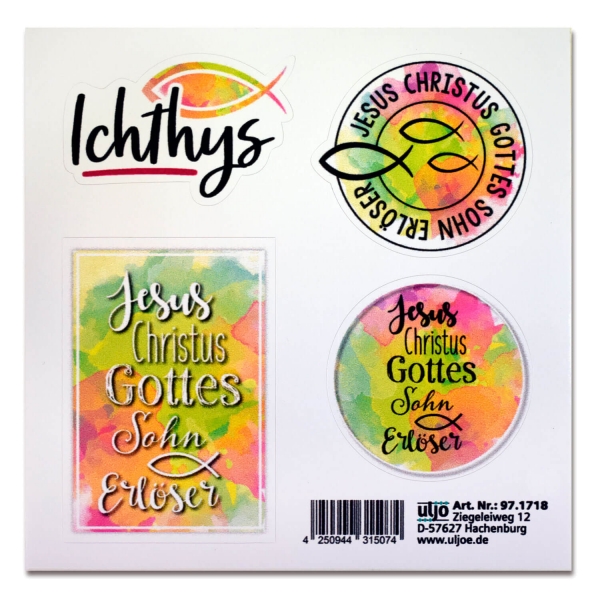 Ichthys
JESUS CHRISTUS GOTTES SOHN ERLÖSER
Jesus
Christus
Gottes
Sohn
Erlöser
Jesus
Christus
Gottes
Sohn
Erlöser
4 250944 315074
uljo Art. Nr.: 97.1718
Ziegeleiweg 12
D-57627 Hachenburg
www.uljoe.de